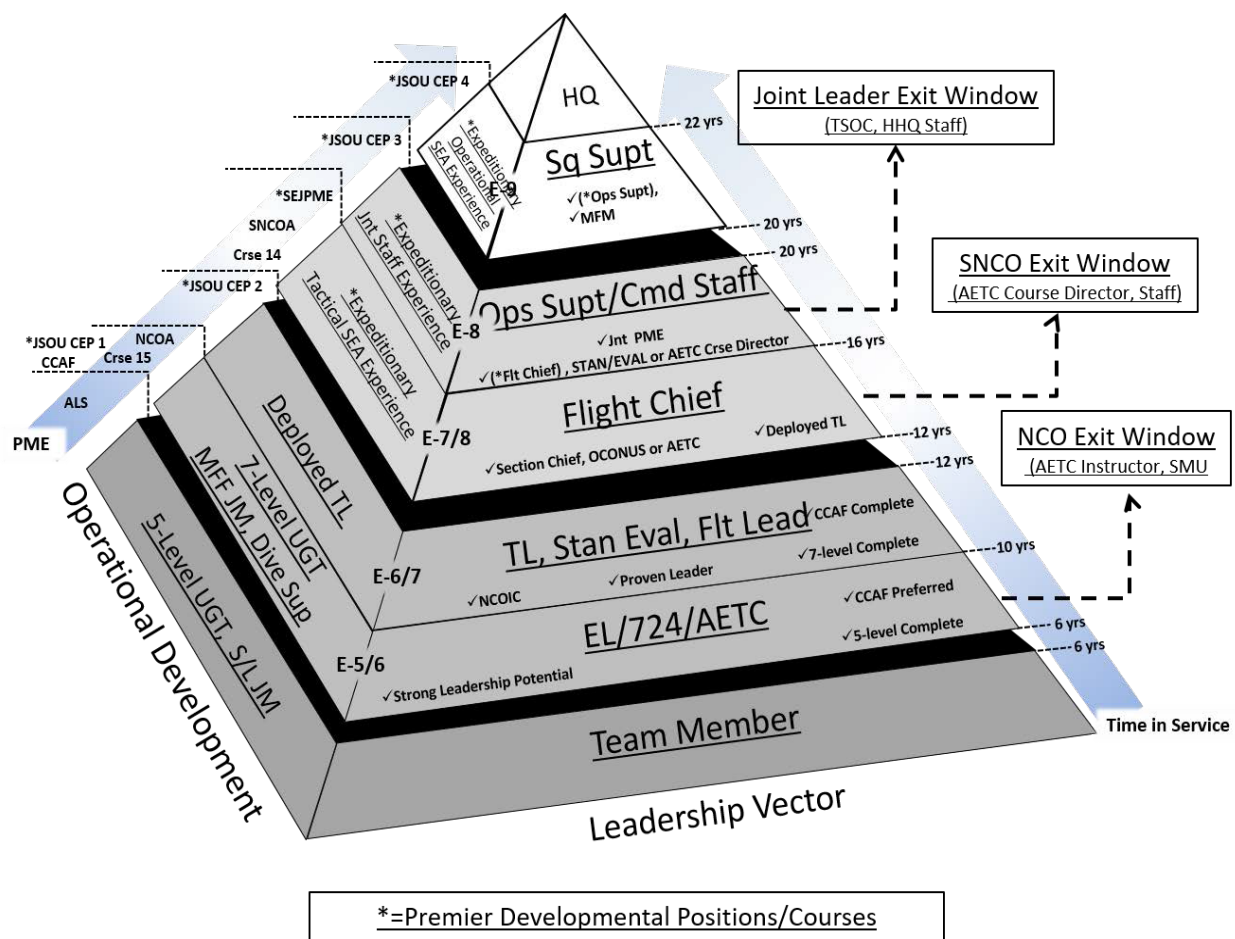 *JSOU CEP 4
*JSOU CEP 3
*SEJPME
SNCOA
Crse 14
*JSOU CEP 2
NCOA
*JSOU CEP 1
Crse 15
CCAF
ALS
PME
HQ
22 yrs
*Expeditionary
Operational
SEA Experience
E-9
Sq Supt
✓(*Ops Supt),
✓MFM
20 yrs
20 yrs
*Expeditionary
Jnt Staff Experience
Ops Supt/Cmd Staff
E-8
✓Jnt PME
✓(*Flt Chief) , STAN/EVAL or AETC Crse Director
16 yrs
*Expeditionary
Tactical SEA Experience
Flight Chief
E-7/8
✓Deployed TL
✓Section Chief, OCONUS or AETC
12 yrs
12 yrs
Deployed TL
TL, Stan Eval, Flt Lead
✓CCAF Complete
E-6/7
✓7-level Complete
✓Proven Leader
✓NCOIC
10 yrs
7-Level UGT
MFF JM, Dive Sup
EL/724/AETC
✓CCAF Preferred
E-5/6
✓5-level Complete
✓Strong Leadership Potential
6 yrs
6 yrs
5-Level UGT, S/L JM
Team Member
Operational Development
Leadership Vector
Time in Service
Joint Leader Exit Window
(TSOC, HHQ Staff)
SNCO Exit Window
(AETC Course Director, Staff)
NCO Exit Window
(AETC Instructor, SMU
*=Premier Developmental Positions/Courses